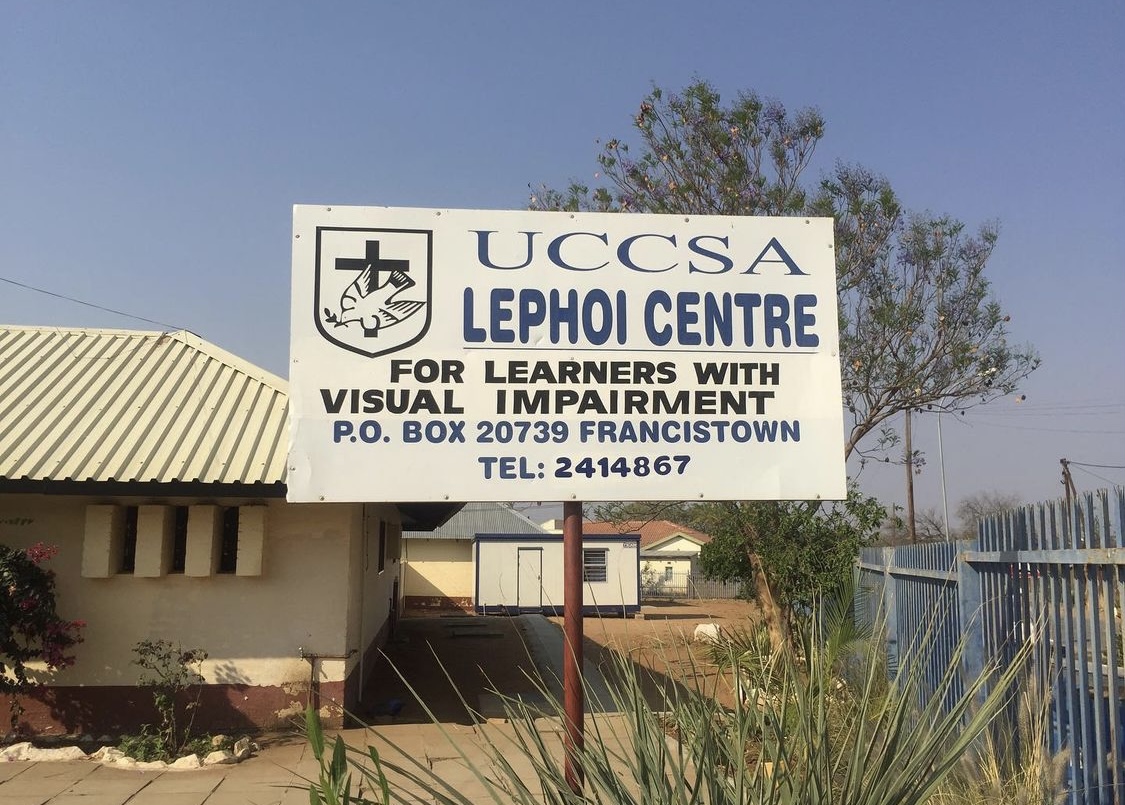 UCCSA
LEPHOI CENTRE
FOR LEARNERS WITH
VISUAL IMPAIRMENT
P.O. BOX 20739 FRANCISTOWN
TEL: 2414867